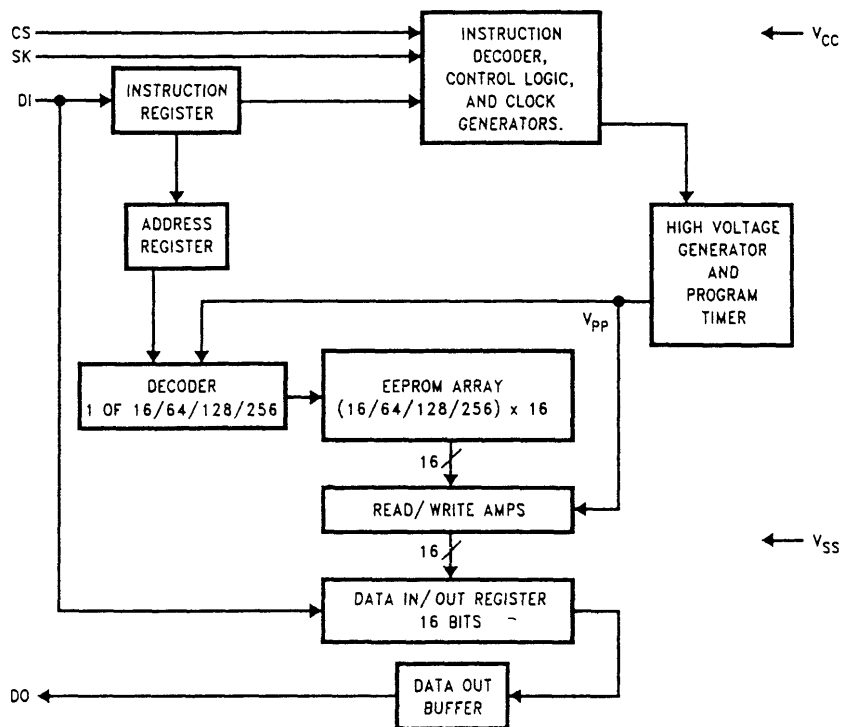 CS
SK
DI
INSTRUCTION
REGISTER
INSTRUCTION
DECODER,
CONTROL LOGIC,
AND CLOCK
GENERATORS.
VCC
ADDRESS
REGISTER
HIGH VOLTAGE
GENERATOR
AND
PROGRAM
TIMER
VPP
DECODER
1 OF 16/64/128/256
EEPROM ARRAY
(16/64/128/256) x 16
16
READ/WRITE AMPS
16
VSS
DATA IN/OUT REGISTER
16 BITS
DO
DATA OUT
BUFFER